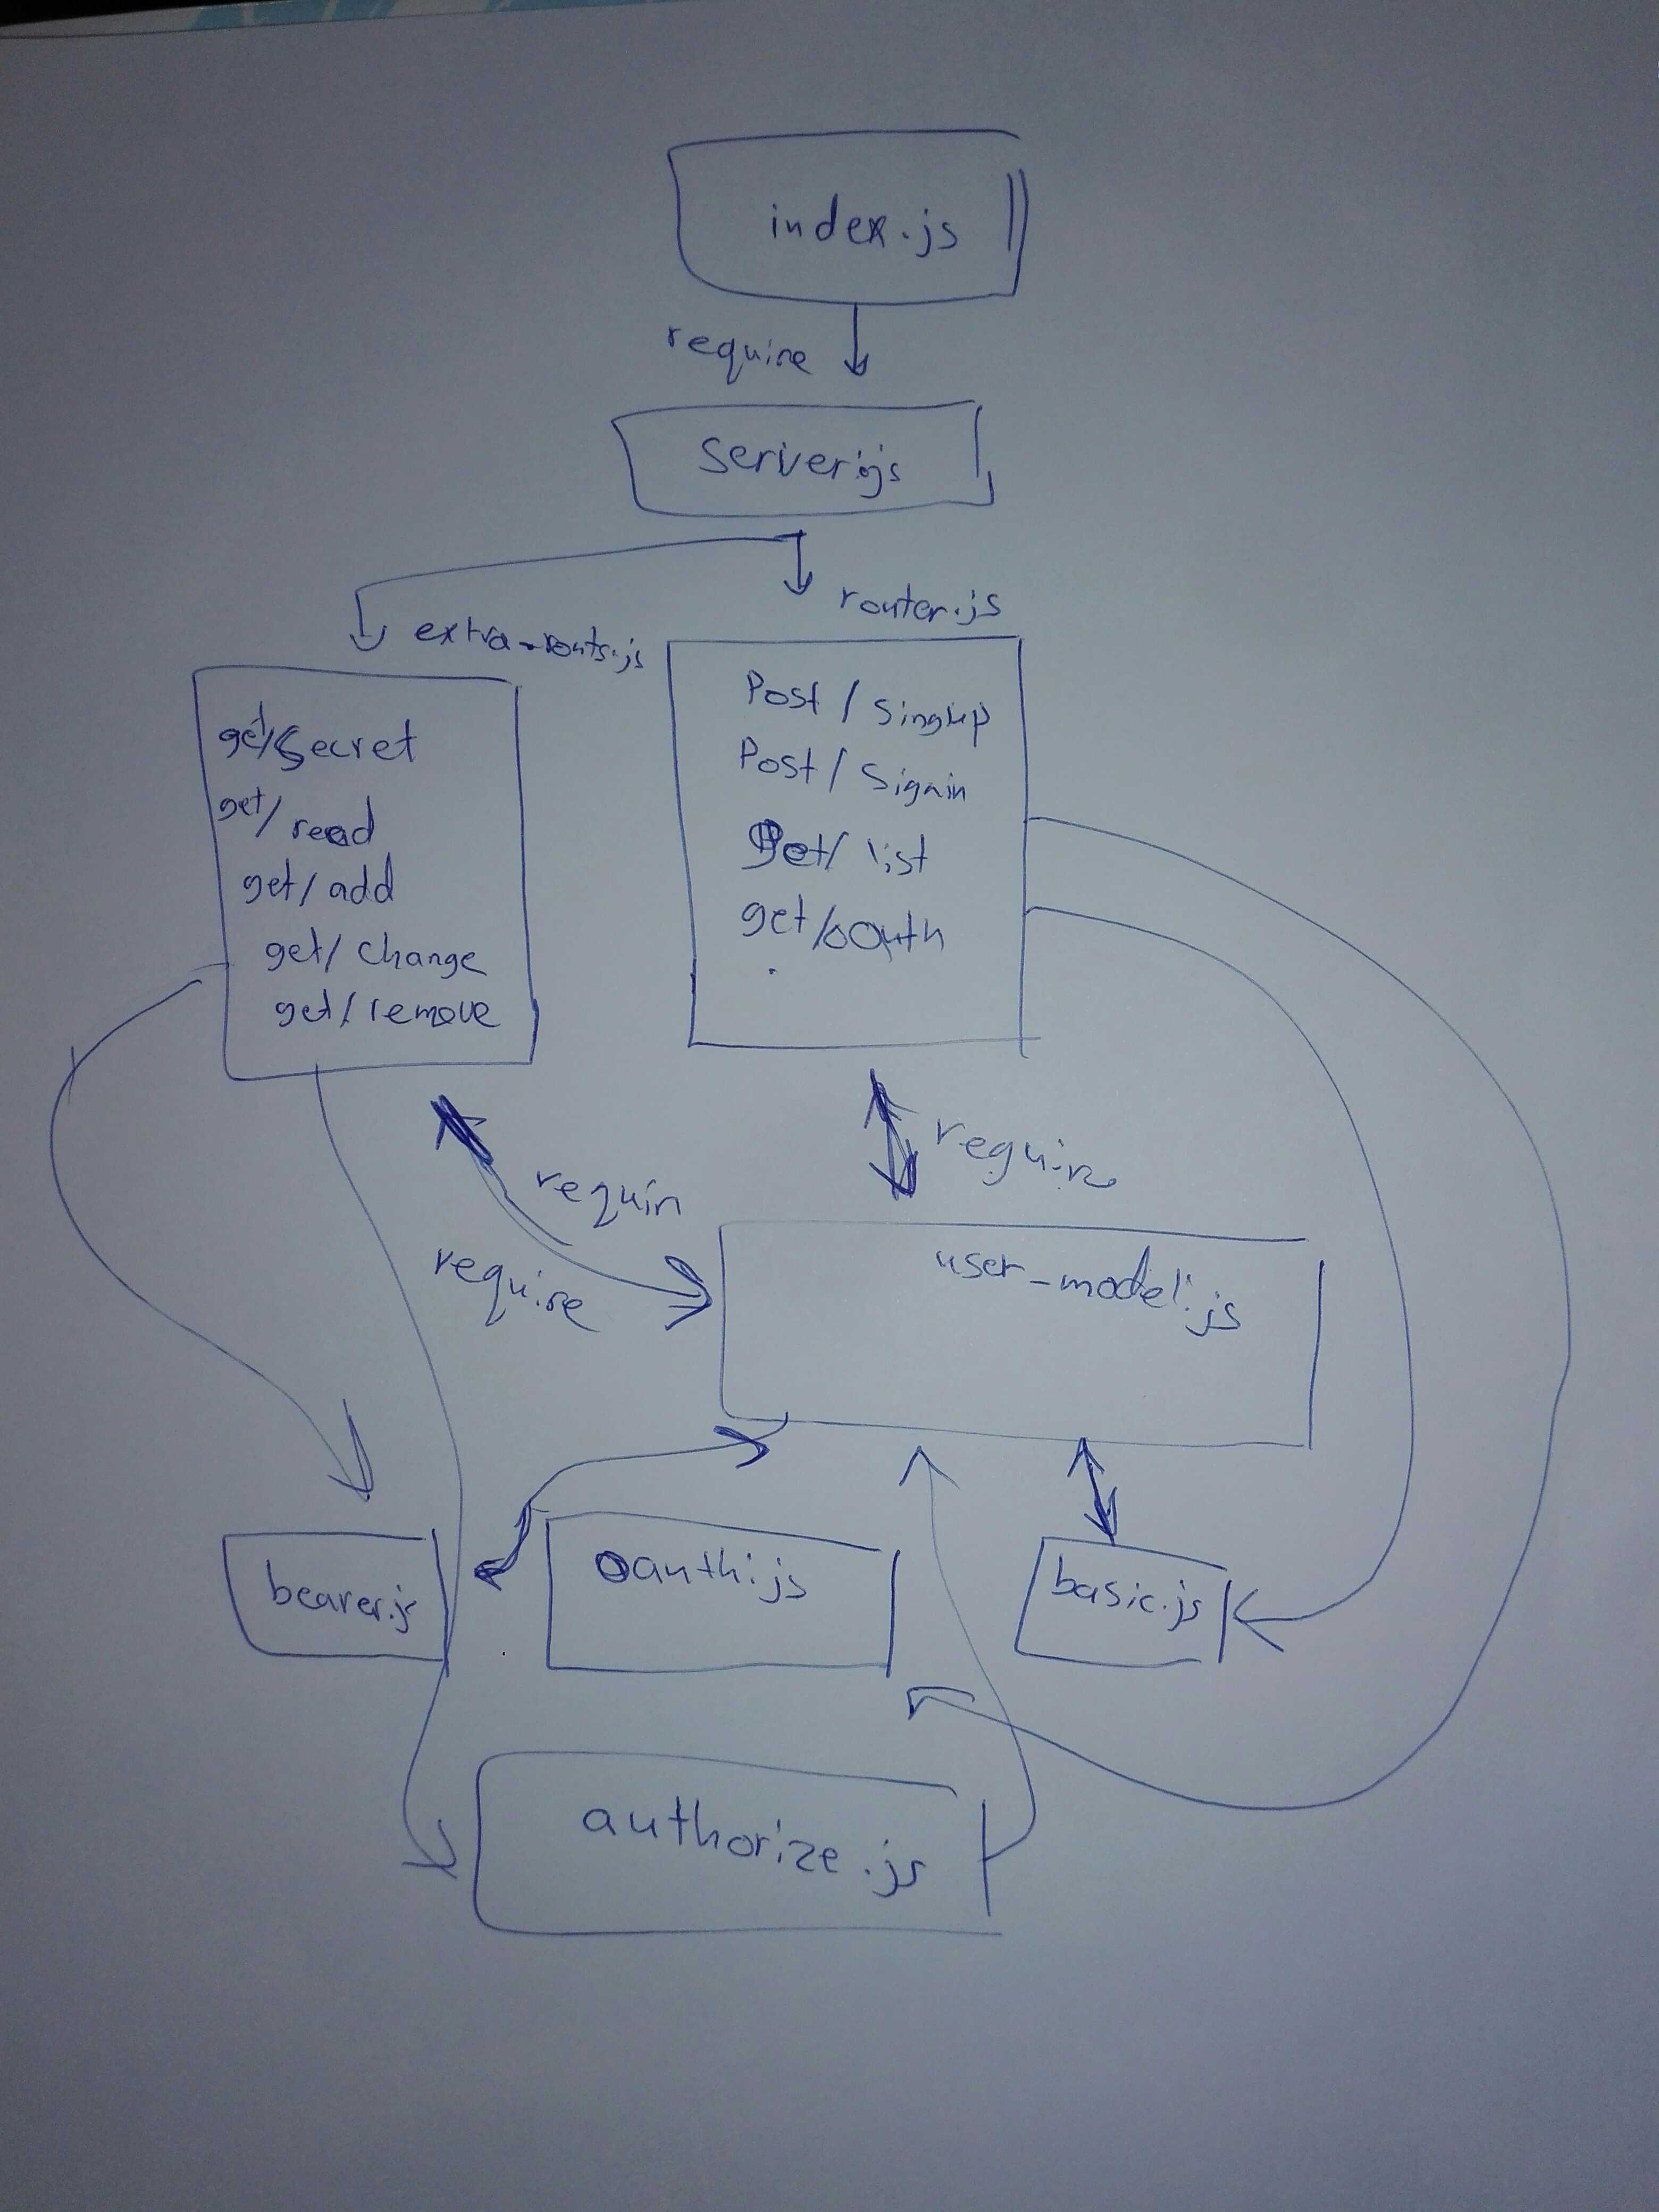 index.js
require
server.js
router.js
extra-routs.js
Post / Singup
Post / Signin
get/ list
get/oauth
get/Secret
get/ read
get/ add
get/ change
get/ remove
require
requin
require
user-model.js
bearer.js
oauth.js
basic.js
authorize.js